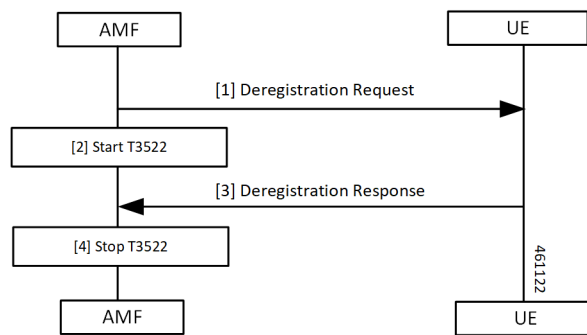 AMF
UE
[1] Deregistration Request
[2] Start T3522
[3] Deregistration Response
[4] Stop T3522
461122
AMF
UE